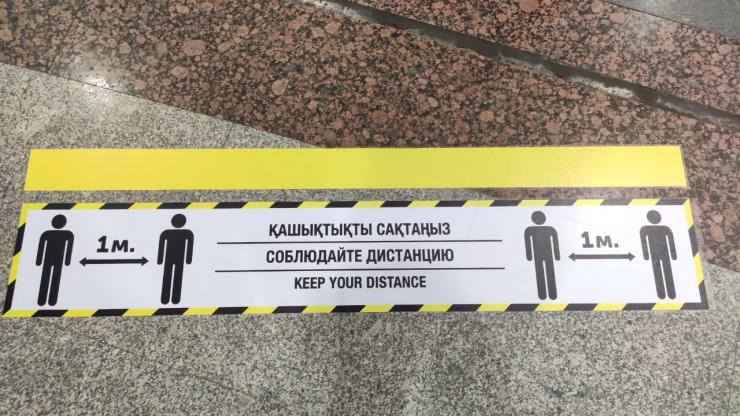 1м.
ҚАШЫҚТЫҚТЫ САҚТАҢЫЗ
СОБЛЮДАЙТЕ ДИСТАНЦИЮ
KEEP YOUR DISTANCE
1м.